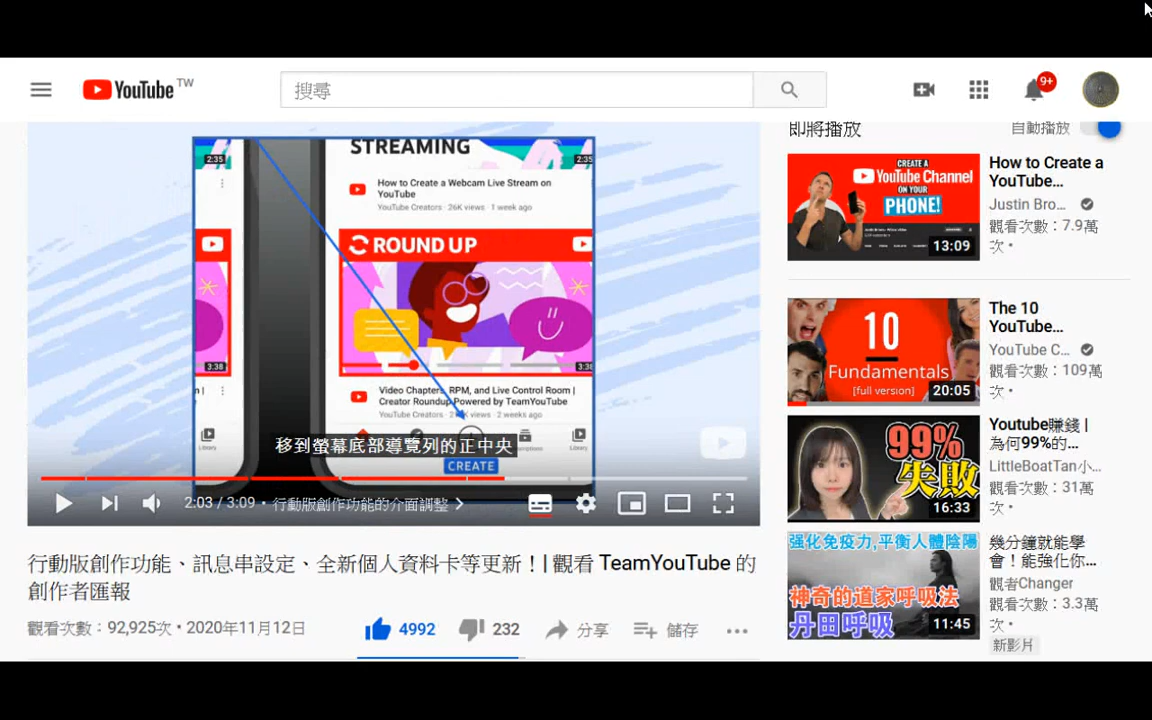 YouTube TW
搜尋
9+
2:35
2:35
STREAMING
How to Create a Webcam Live Stream on
YouTube
YouTube Creators · 26K views · 1 week ago
ROUND UP
3:38
3:38
Video Chapters, RPM, and Live Control Room |
Creator Roundup Powered by TeamYouTube
YouTube Creators · views · 2 weeks ago
Library
Library
移到螢幕底部導覽列的正中央
CREATE
2:03 / 3:09 · 行動版創作功能的介面調整
行動版創作功能、訊息串設定、全新個人資料卡等更新！| 觀看 TeamYouTube 的
創作者匯報
觀看次數：92,925次 · 2020年11月12日
4992
232
分享
儲存
即將播放
自動播放
CREATE A
YouTube Channel
ON YOUR
PHONE!
13:09
How to Create a
YouTube...
Justin Bro...
觀看次數：7.9萬
次 ·
10
Fundamentals
[full version]
20:05
The 10
YouTube...
YouTube C...
觀看次數：109萬
次 ·
99%
失敗
16:33
Youtube賺錢 |
為何99%的...
LittleBoatTan小...
觀看次數：31萬
次 ·
強化免疫力,平衡人體陰陽
神奇的道家呼吸法
丹田呼吸
11:45
幾分鐘就能學
會！能強化你...
觀者Changer
觀看次數：3.3萬
次 ·
新影片